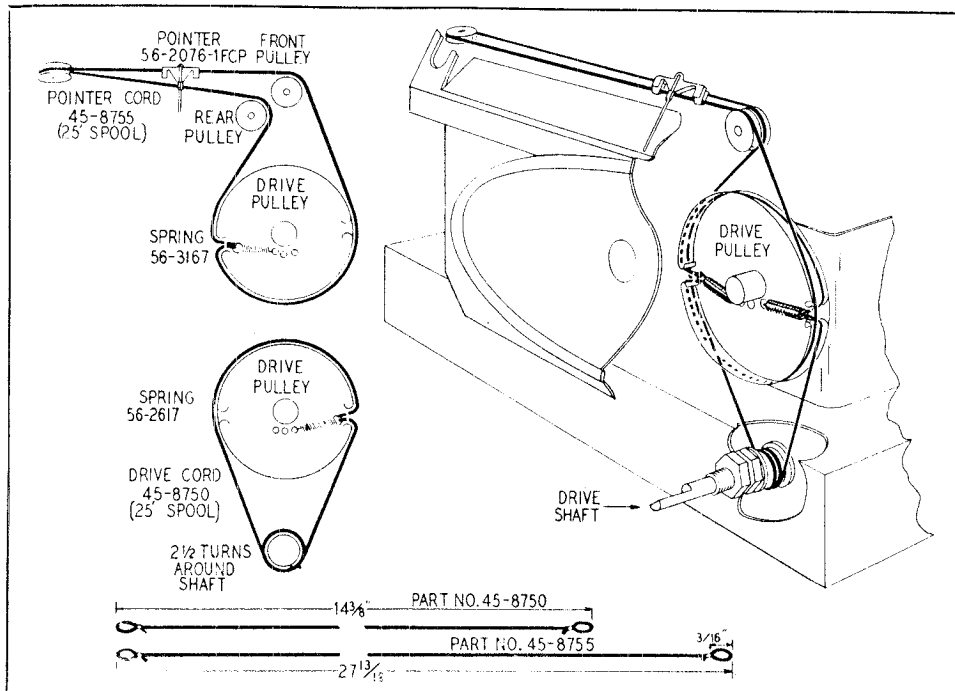 POINTER
56-2076-1FCP
FRONT
PULLEY
POINTER CORD
45-8755
(25' SPOOL)
REAR
PULLEY
DRIVE
PULLEY
SPRING
56-3167
DRIVE
PULLEY
DRIVE
PULLEY
SPRING
56-2617
DRIVE CORD
45-8750
(25' SPOOL)
DRIVE
SHAFT
2½ TURNS
AROUND
SHAFT
14⅜" PART NO. 45-8750
PART NO. 45-8755 3/16"
27 13/16